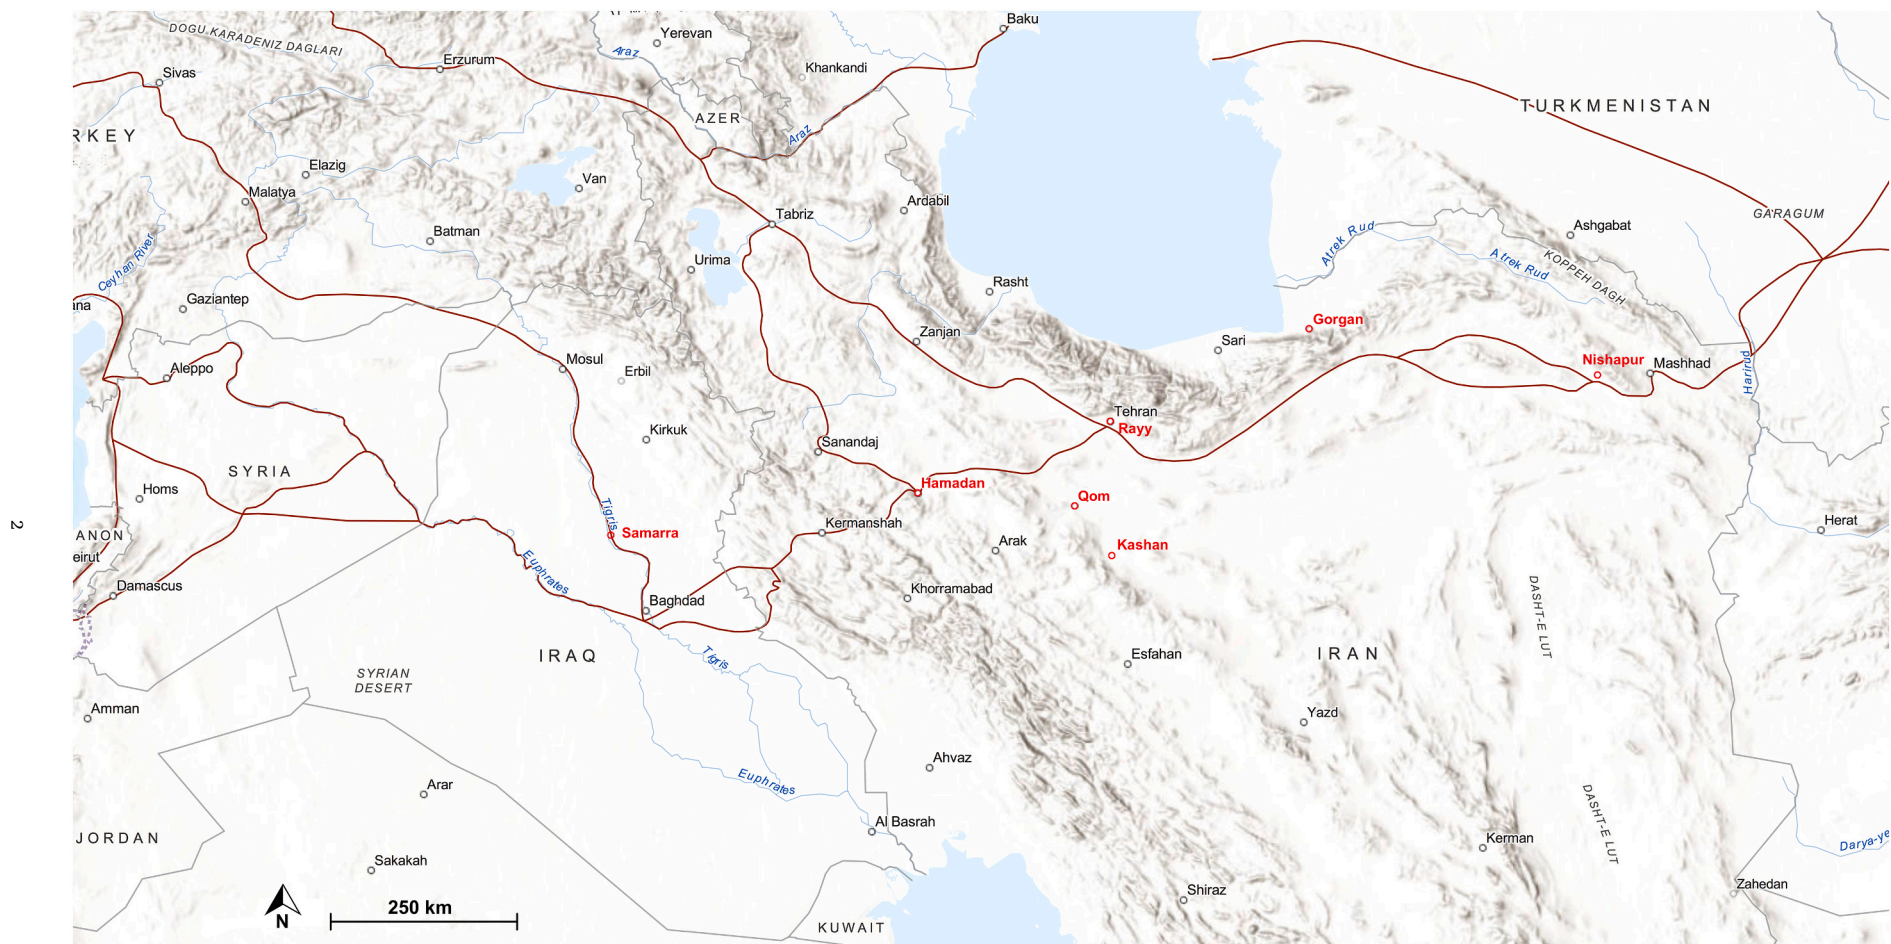 Baku
DOGU KARADENIZ DAGLARI
Yerevan
Araz
Erzurum
Khankandi
Sivas
TURKMENISTAN
AZER
RKEY
Araz
Elazig
Van
Malatya
Ardabil
GARAGUM
Tabriz
Ashgabat
Batman
Atrek Rud
Ceyhan River
Urima
Atrek Rud
KOPPEH DAGH
Rasht
Gaziantep
ana
Gorgan
Zanjan
Sari
Mosul
Nishapur
Mashhad
Aleppo
Erbil
Harirud
Tehran
Rayy
Kirkuk
Sanandaj
SYRIA
Hamadan
Homs
Qom
Tigris
2
Kermanshah
Herat
Samarra
ANON
Arak
Kashan
eirut
Euphrates
Damascus
Khorramabad
Baghdad
DASHT-E LUT
IRAQ
Tigris
Esfahan
IRAN
SYRIAN
DESERT
Amman
Yazd
Ahvaz
Euphrates
Arar
Al Basrah
DASHT-E LUT
JORDAN
Kerman
Darya-ye
Sakakah
Zahedan
Shiraz
250 km
N
KUWAIT